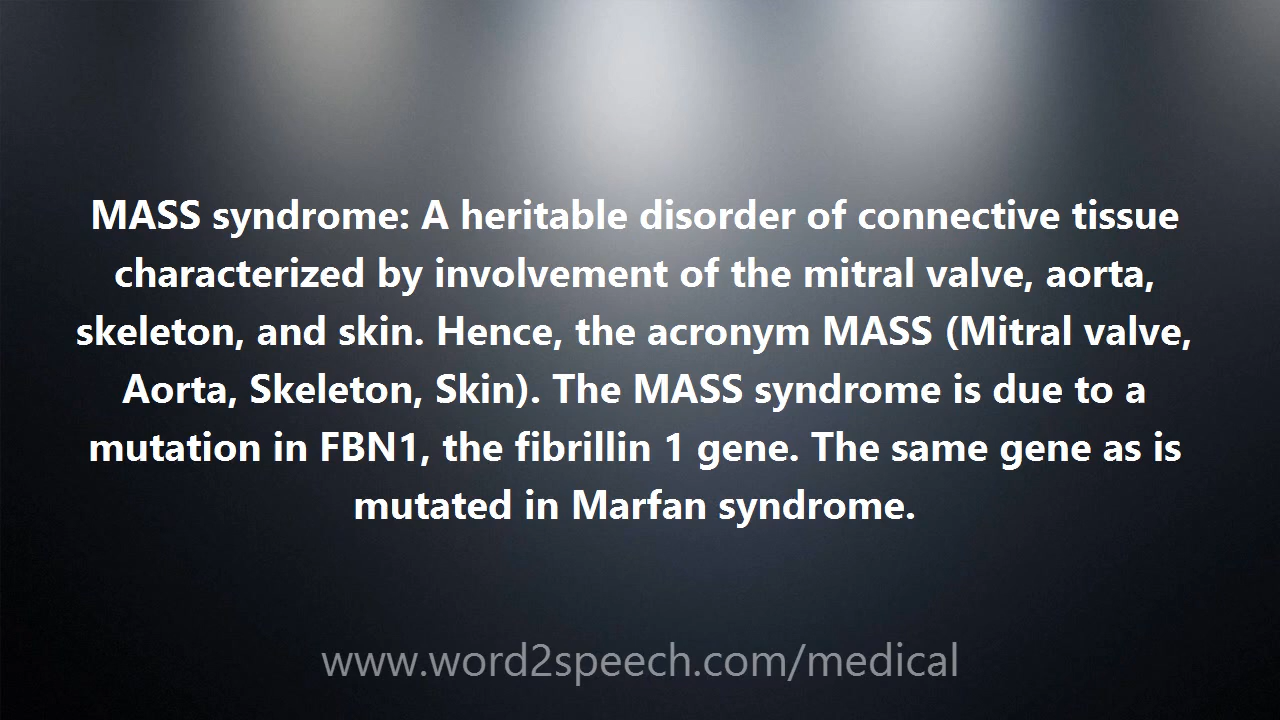 MASS syndrome: A heritable disorder of connective tissue
characterized by involvement of the mitral valve, aorta,
skeleton, and skin. Hence, the acronym MASS (Mitral valve,
Aorta, Skeleton, Skin). The MASS syndrome is due to a
mutation in FBN1, the fibrillin 1 gene. The same gene as is
mutated in Marfan syndrome.
www.word2speech.com/medical